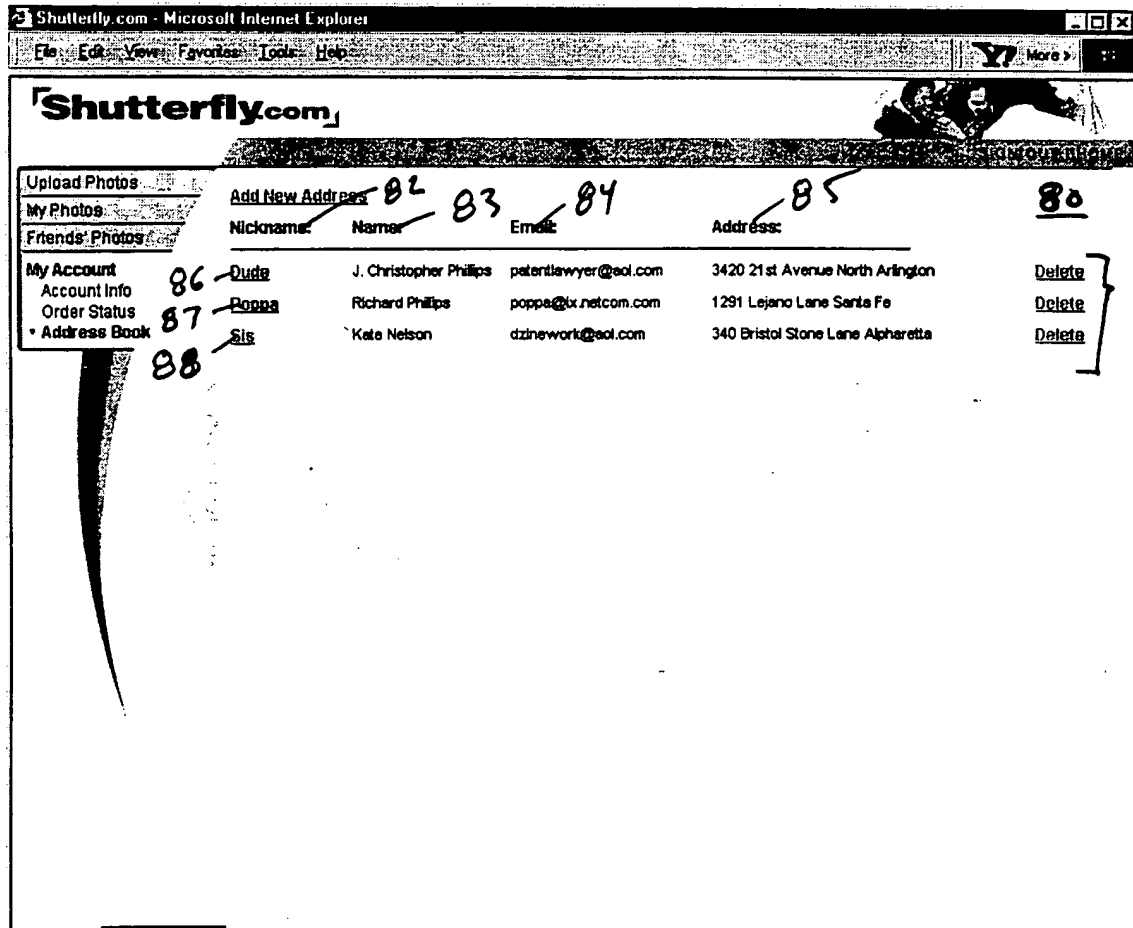 Shutterfly.com - Microsoft Internet Explorer
File Edit View Favorites Tools Help
Y! More »
Shutterfly.com
Upload Photos
My Photos
Friends' Photos
My Account
Account Info
Order Status
• Address Book
Add New Address 82 83 84 85 80
Nickname: Name: Email: Address:
86 Dude J. Christopher Phillips patentlawyer@aol.com 3420 21st Avenue North Arlington Delete
87 Poppa Richard Phillips poppa@ix.netcom.com 1291 Lejano Lane Santa Fe Delete
88 Sis Kate Nelson dzinework@aol.com 340 Bristol Stone Lane Alpharetta Delete